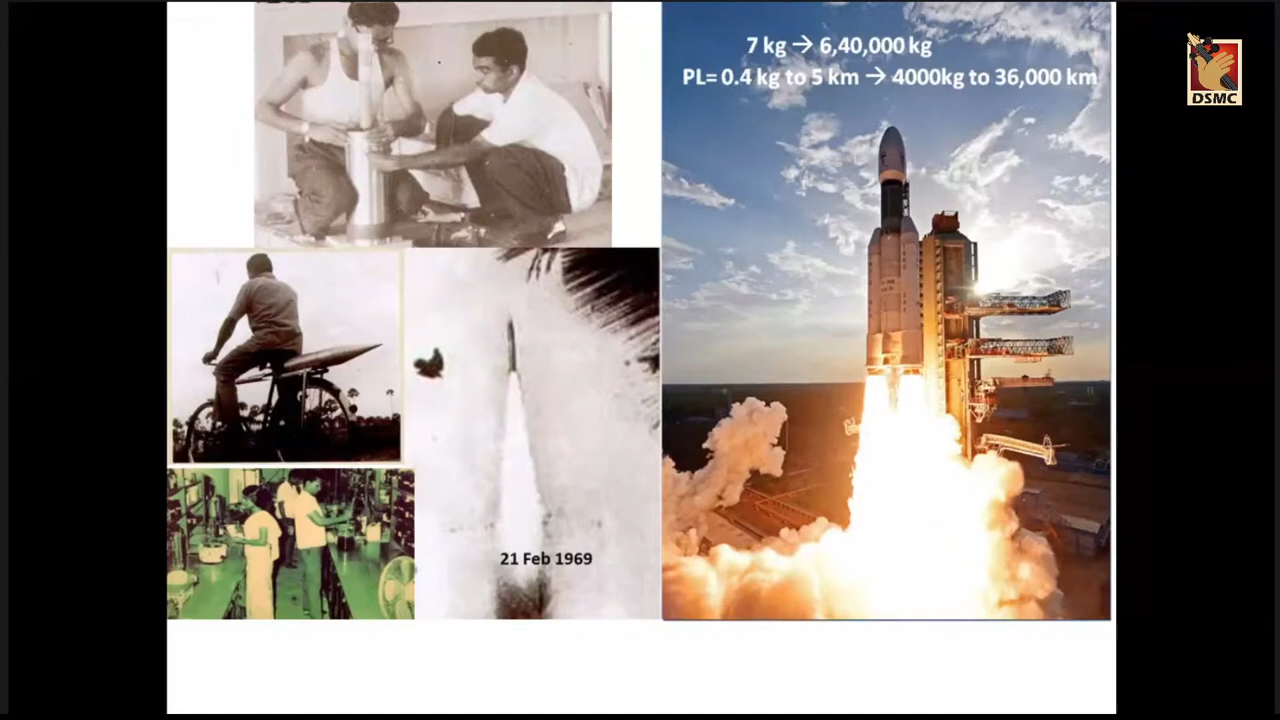 7 kg → 6,40,000 kg
PL= 0.4 kg to 5 km → 4000kg to 36,000 km
DSMC
21 Feb 1969